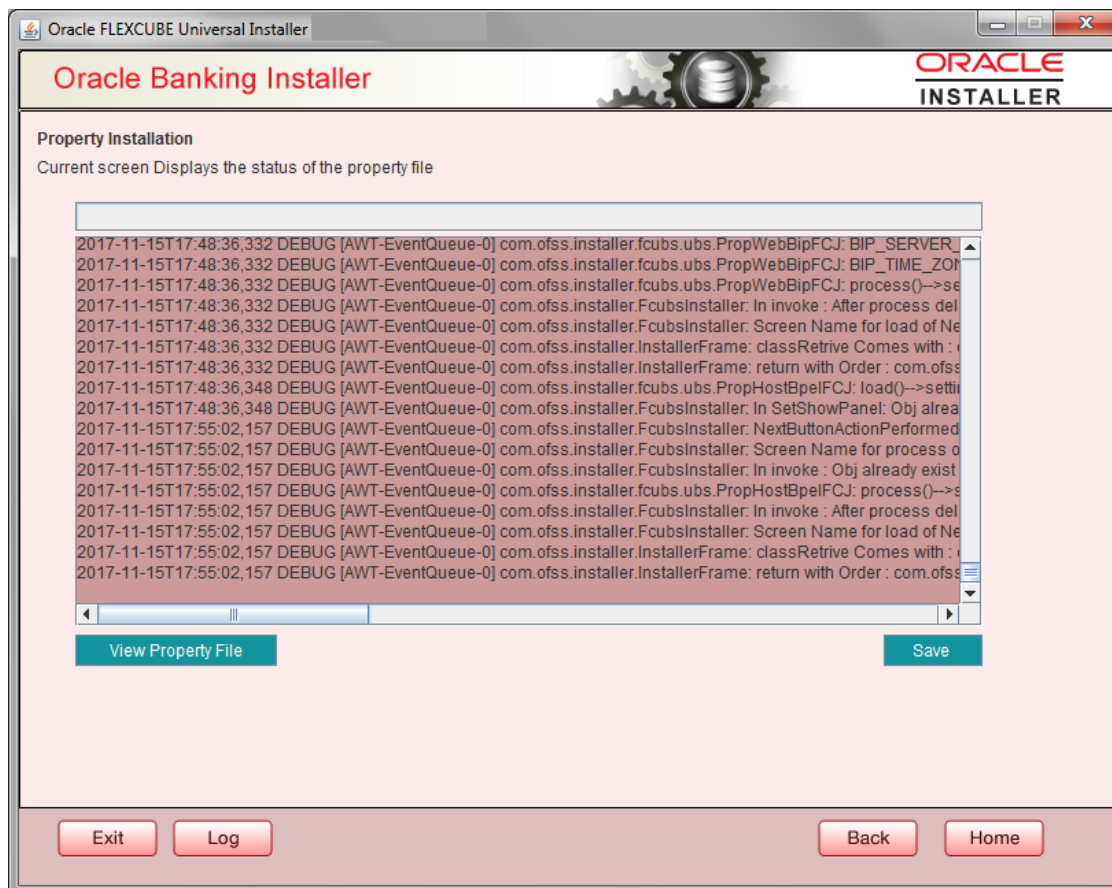 Oracle FLEXCUBE Universal Installer
Oracle Banking Installer
ORACLE
INSTALLER
Property Installation
Current screen Displays the status of the property file
2017-11-15T17:48:36,332 DEBUG [AWT-EventQueue-0] com.ofss.installer.fcubs.ubs.PropWebBipFCJ: BIP_SERVER_
2017-11-15T17:48:36,332 DEBUG [AWT-EventQueue-0] com.ofss.installer.fcubs.ubs.PropWebBipFCJ: BIP_TIME_ZON
2017-11-15T17:48:36,332 DEBUG [AWT-EventQueue-0] com.ofss.installer.fcubs.ubs.PropWebBipFCJ: process()-->se
2017-11-15T17:48:36,332 DEBUG [AWT-EventQueue-0] com.ofss.installer.FcubsInstaller: In invoke : After process del
2017-11-15T17:48:36,332 DEBUG [AWT-EventQueue-0] com.ofss.installer.FcubsInstaller: Screen Name for load of Ne
2017-11-15T17:48:36,332 DEBUG [AWT-EventQueue-0] com.ofss.installer.InstallerFrame: classRetrive Comes with :
2017-11-15T17:48:36,332 DEBUG [AWT-EventQueue-0] com.ofss.installer.InstallerFrame: return with Order : com.ofss
2017-11-15T17:48:36,348 DEBUG [AWT-EventQueue-0] com.ofss.installer.fcubs.ubs.PropHostBpelFCJ: load()-->settin
2017-11-15T17:48:36,348 DEBUG [AWT-EventQueue-0] com.ofss.installer.FcubsInstaller: In SetShowPanel: Obj alrea
2017-11-15T17:55:02,157 DEBUG [AWT-EventQueue-0] com.ofss.installer.FcubsInstaller: NextButtonActionPerformed
2017-11-15T17:55:02,157 DEBUG [AWT-EventQueue-0] com.ofss.installer.FcubsInstaller: Screen Name for process o
2017-11-15T17:55:02,157 DEBUG [AWT-EventQueue-0] com.ofss.installer.FcubsInstaller: In invoke : Obj already exist
2017-11-15T17:55:02,157 DEBUG [AWT-EventQueue-0] com.ofss.installer.fcubs.ubs.PropHostBpelFCJ: process()-->s
2017-11-15T17:55:02,157 DEBUG [AWT-EventQueue-0] com.ofss.installer.FcubsInstaller: In invoke : After process del
2017-11-15T17:55:02,157 DEBUG [AWT-EventQueue-0] com.ofss.installer.FcubsInstaller: Screen Name for load of Ne
2017-11-15T17:55:02,157 DEBUG [AWT-EventQueue-0] com.ofss.installer.InstallerFrame: classRetrive Comes with :
2017-11-15T17:55:02,157 DEBUG [AWT-EventQueue-0] com.ofss.installer.InstallerFrame: return with Order : com.ofss
View Property File
Save
Exit
Log
Back
Home